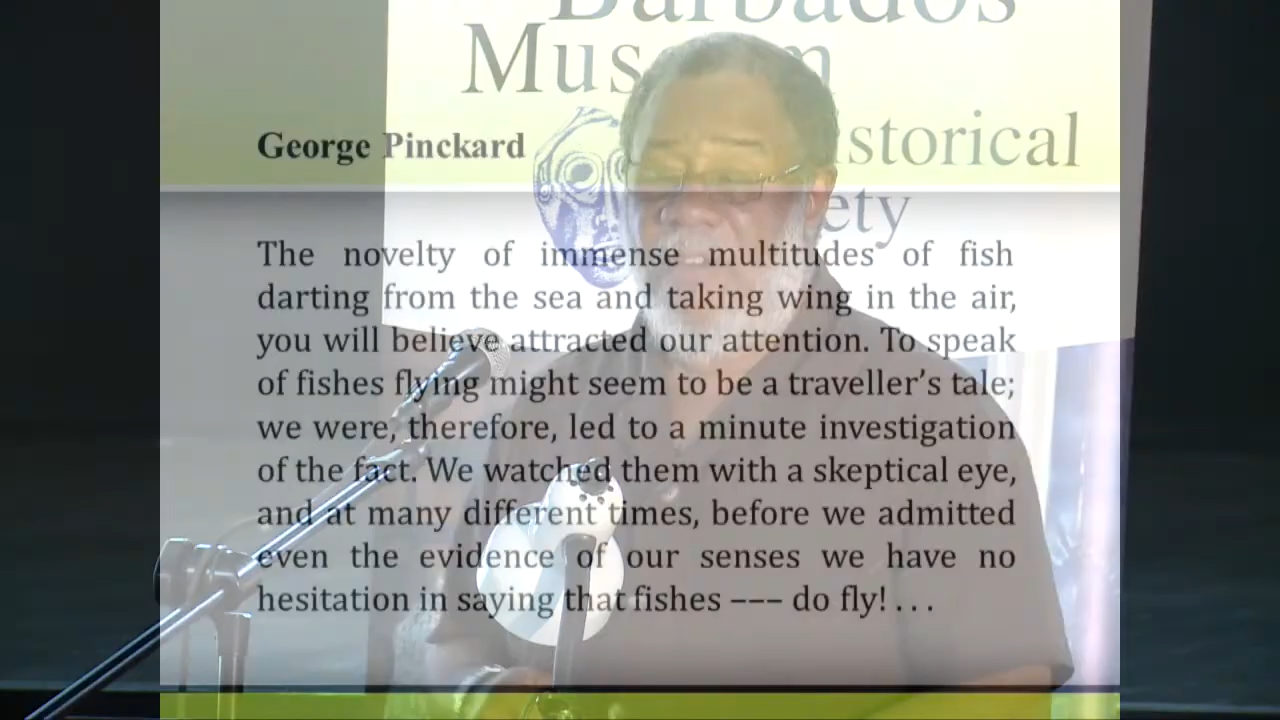 Barbados
Museum
Historical
Society
George Pinckard
The novelty of immense multitudes of fish
darting from the sea and taking wing in the air,
you will believe attracted our attention. To speak
of fishes flying might seem to be a traveller’s tale;
we were, therefore, led to a minute investigation
of the fact. We watched them with a skeptical eye,
and at many different times, before we admitted
even the evidence of our senses we have no
hesitation in saying that fishes −−− do fly! . . .